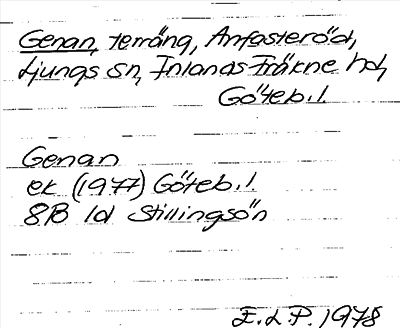 Genan, terräng, Anfasteröd,
Ljungs sn, Inlands Fräkne hd,
Göteb.l.
Genan
ek (1977) Göteb.l.
8B 1d Stillingsön
E.L.P. 1978